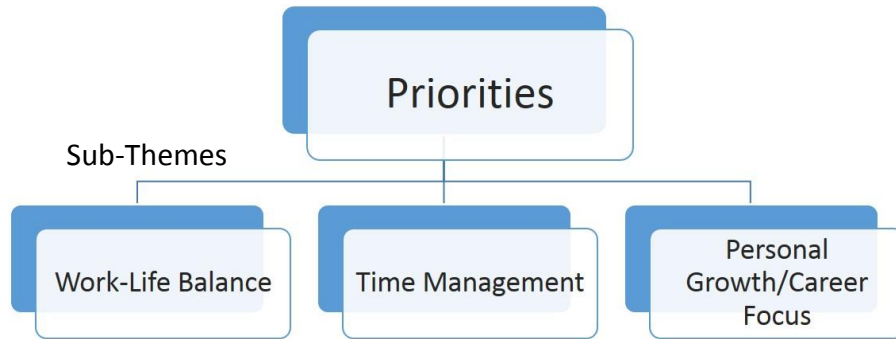 Priorities
Sub-Themes
Work-Life Balance
Time Management
Personal
Growth/Career
Focus